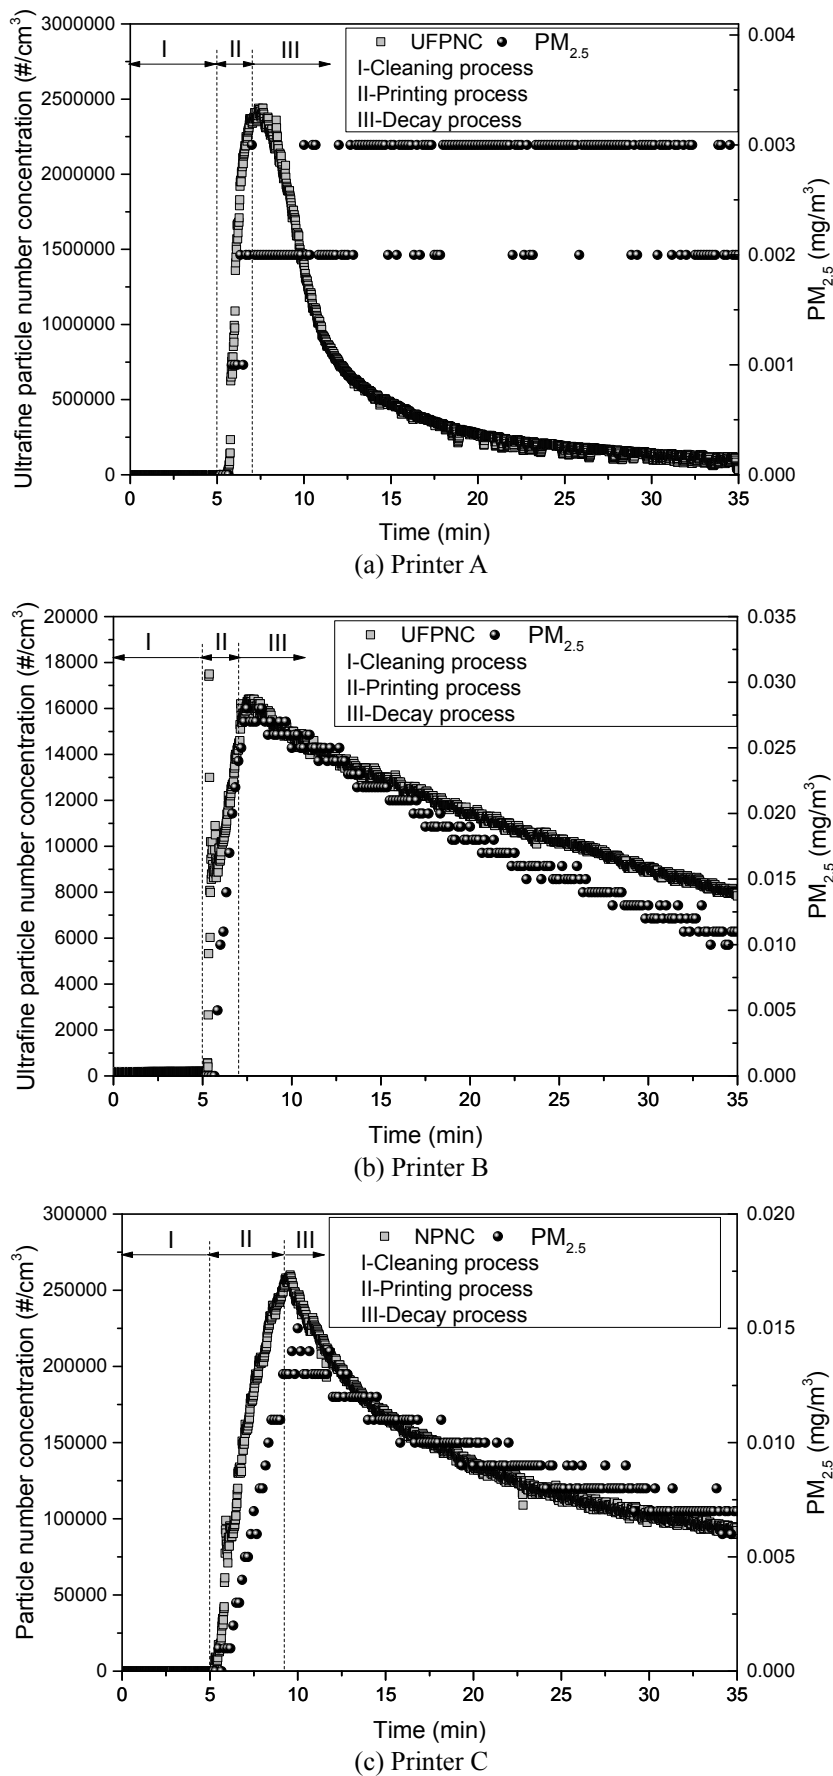 I II III
UFPNC PM2.5
I-Cleaning process
II-Printing process
III-Decay process
Ultrafine particle number concentration (#/cm³)
3000000
2500000
2000000
1500000
1000000
500000
0
0.004
0.003
0.002
0.001
0.000
PM2.5 (mg/m³)
0 5 10 15 20 25 30 35
Time (min)
(a) Printer A
I II III
UFPNC PM2.5
I-Cleaning process
II-Printing process
III-Decay process
Ultrafine particle number concentration (#/cm³)
20000
18000
16000
14000
12000
10000
8000
6000
4000
2000
0
0.035
0.030
0.025
0.020
0.015
0.010
0.005
0.000
PM2.5 (mg/m³)
0 5 10 15 20 25 30 35
Time (min)
(b) Printer B
I II III
NPNC PM2.5
I-Cleaning process
II-Printing process
III-Decay process
Particle number concentration (#/cm³)
300000
250000
200000
150000
100000
50000
0
0.020
0.015
0.010
0.005
0.000
PM2.5 (mg/m³)
0 5 10 15 20 25 30 35
Time (min)
(c) Printer C